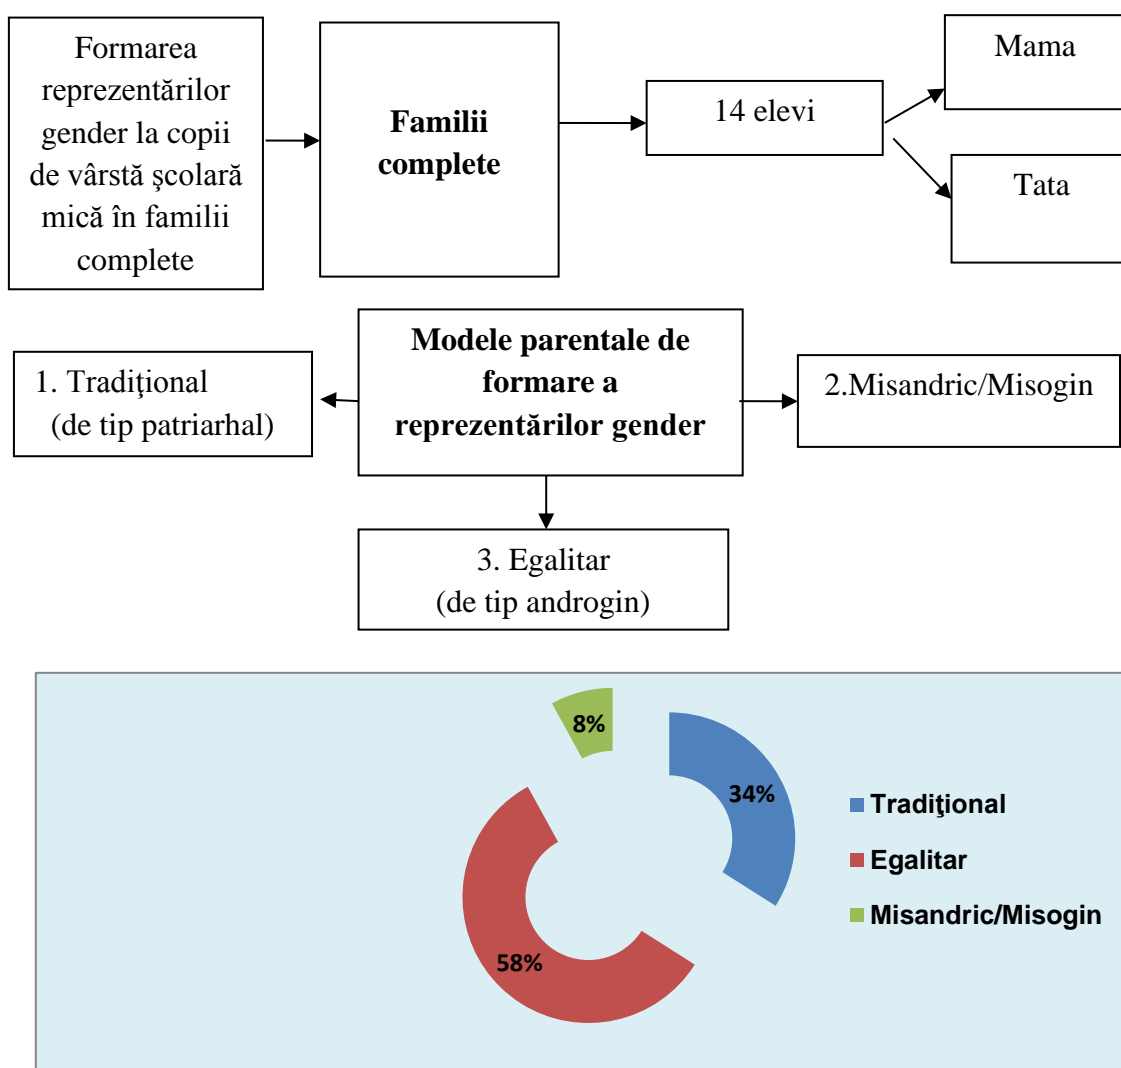 Formarea
reprezentărilor
gender la copii
de vârstă şcolară
mică în familii
complete
Familii
complete
14 elevi
Mama
Tata
Modele parentale de
formare a
reprezentărilor gender
1. Tradiţional
(de tip patriarhal)
2.Misandric/Misogin
3. Egalitar
(de tip androgin)
8%
34%
58%
Tradiţional
Egalitar
Misandric/Misogin